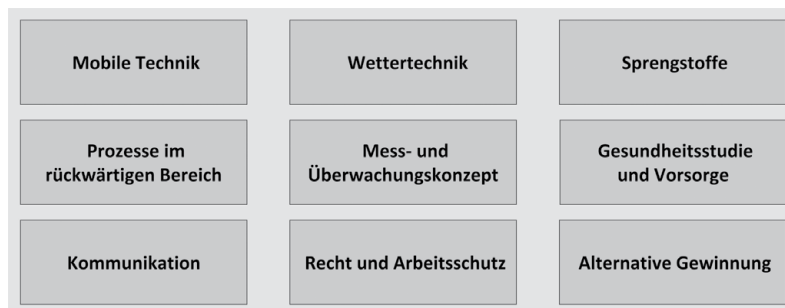 Mobile Technik
Wettertechnik
Sprengstoffe
Prozesse im
rückwärtigen Bereich
Mess- und
Überwachungskonzept
Gesundheitsstudie
und Vorsorge
Kommunikation
Recht und Arbeitsschutz
Alternative Gewinnung